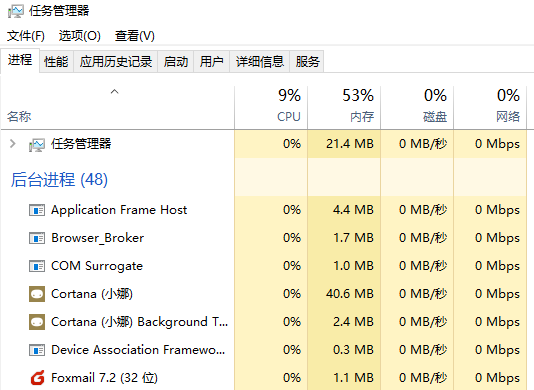 任务管理器
文件(F) 选项(O) 查看(V)
进程 性能 应用历史记录 启动 用户 详细信息 服务
9% 53% 0% 0%
名称 CPU 内存 磁盘 网络
任务管理器 0% 21.4 MB 0 MB/秒 0 Mbps
后台进程 (48)
Application Frame Host 0% 4.4 MB 0 MB/秒 0 Mbps
Browser_Broker 0% 1.7 MB 0 MB/秒 0 Mbps
COM Surrogate 0% 1.0 MB 0 MB/秒 0 Mbps
Cortana (小娜) 0% 40.6 MB 0 MB/秒 0 Mbps
Cortana (小娜) Background T... 0% 2.4 MB 0 MB/秒 0 Mbps
Device Association Framewo... 0% 0.3 MB 0 MB/秒 0 Mbps
Foxmail 7.2 (32 位) 0% 1.1 MB 0 MB/秒 0 Mbps